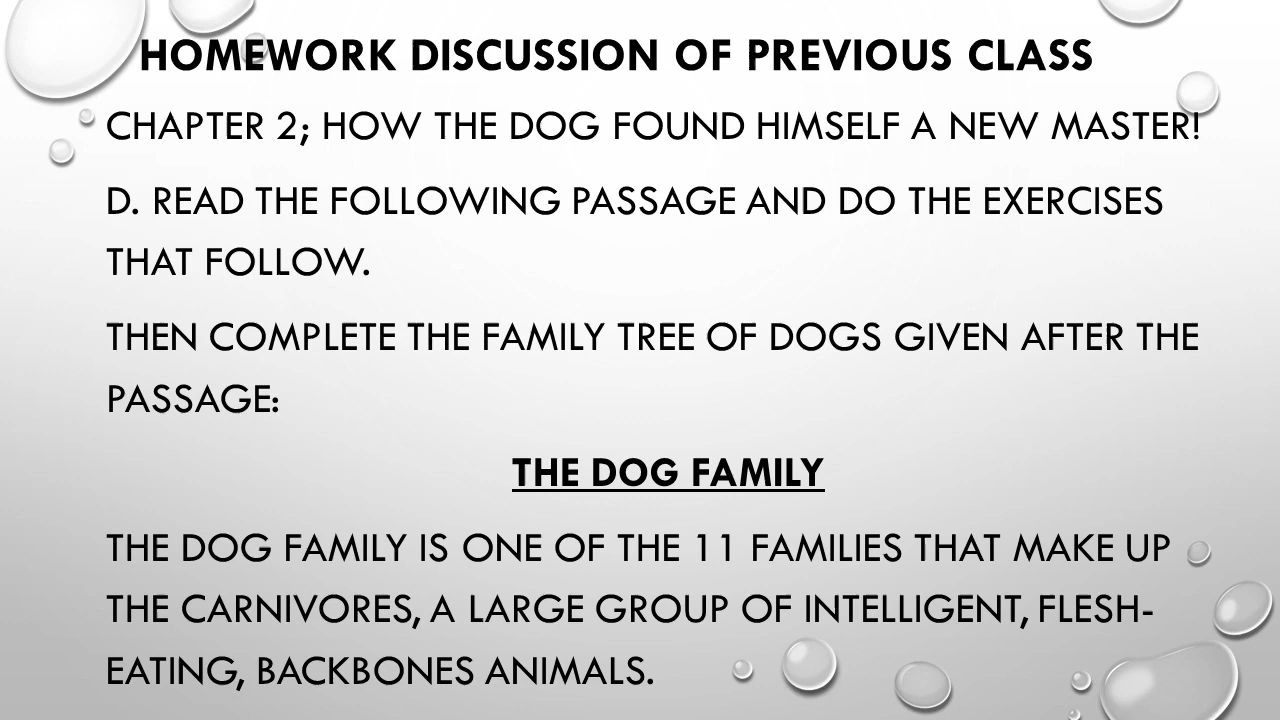 HOMEWORK DISCUSSION OF PREVIOUS CLASS
CHAPTER 2; HOW THE DOG FOUND HIMSELF A NEW MASTER!
D. READ THE FOLLOWING PASSAGE AND DO THE EXERCISES
THAT FOLLOW.
THEN COMPLETE THE FAMILY TREE OF DOGS GIVEN AFTER THE
PASSAGE:
THE DOG FAMILY
THE DOG FAMILY IS ONE OF THE 11 FAMILIES THAT MAKE UP
THE CARNIVORES, A LARGE GROUP OF INTELLIGENT, FLESH-
EATING, BACKBONES ANIMALS.